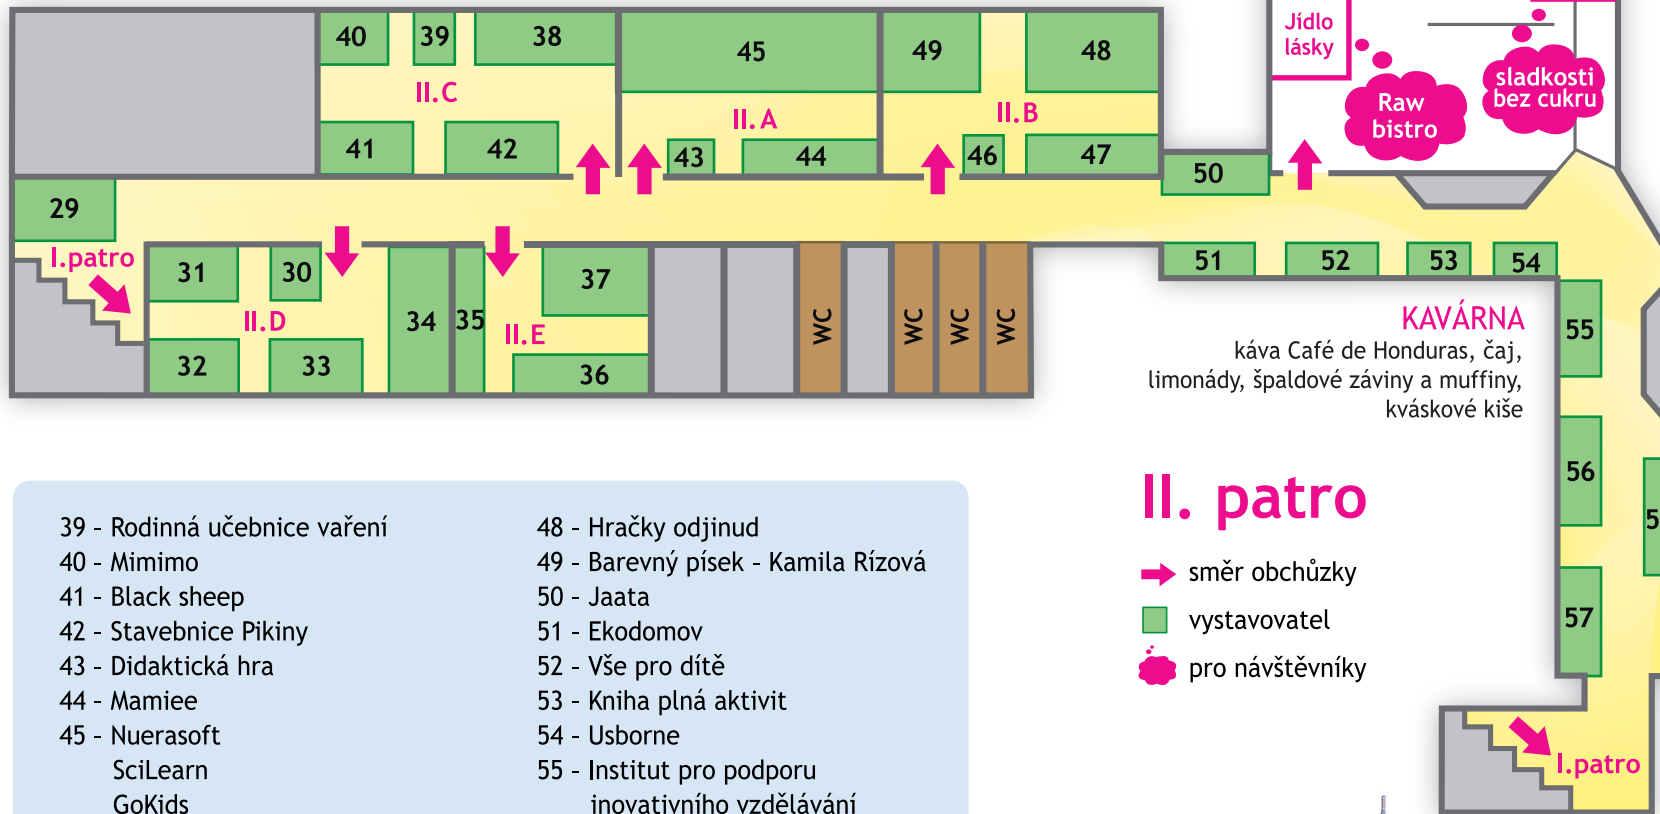 40
39
38
45
49
48
Jídlo
lásky
Raw
bistro
sladkosti
bez cukru
II.C
II.A
II.B
41
42
43
44
46
47
50
29
I.patro
31
30
34
35
37
51
52
53
54
II.D
II.E
32
33
36
WC
WC
WC
WC
KAVÁRNA
káva Café de Honduras, čaj,
limonády, špaldové záviny a muffiny,
kváskové kiše
55
56
57
II. patro
směr obchůzky
vystavovatel
pro návštěvníky
I.patro
39 – Rodinná učebnice vaření
40 – Mimimo
41 – Black sheep
42 – Stavebnice Pikiny
43 – Didaktická hra
44 – Mamiee
45 – Nuerasoft
SciLearn
GoKids
48 – Hračky odjinud
49 – Barevný písek – Kamila Rízová
50 – Jaata
51 – Ekodomov
52 – Vše pro dítě
53 – Kniha plná aktivit
54 – Usborne
55 – Institut pro podporu
inovativního vzdělávání